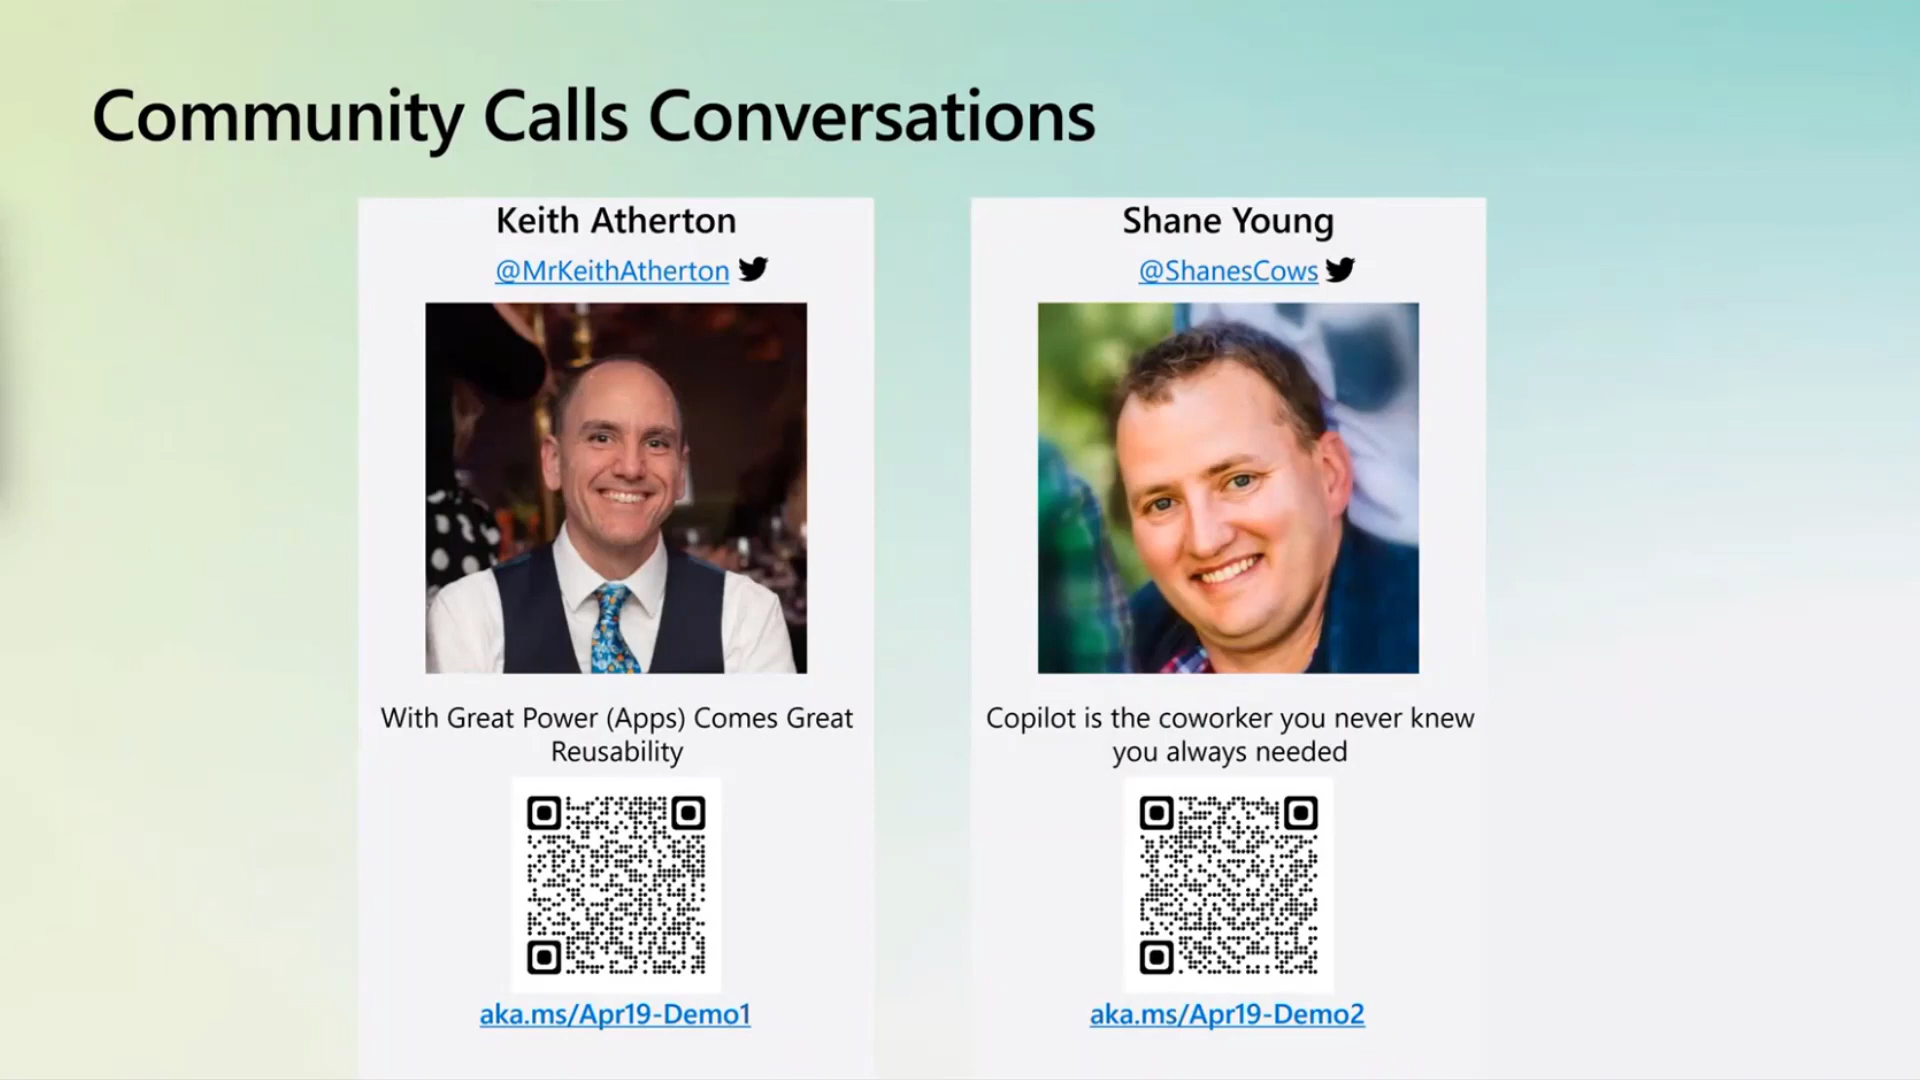 Community Calls Conversations
Keith Atherton
@MrKeithAtherton
With Great Power (Apps) Comes Great
Reusability
aka.ms/Apr19-Demo1
Shane Young
@ShanesCows
Copilot is the coworker you never knew
you always needed
aka.ms/Apr19-Demo2